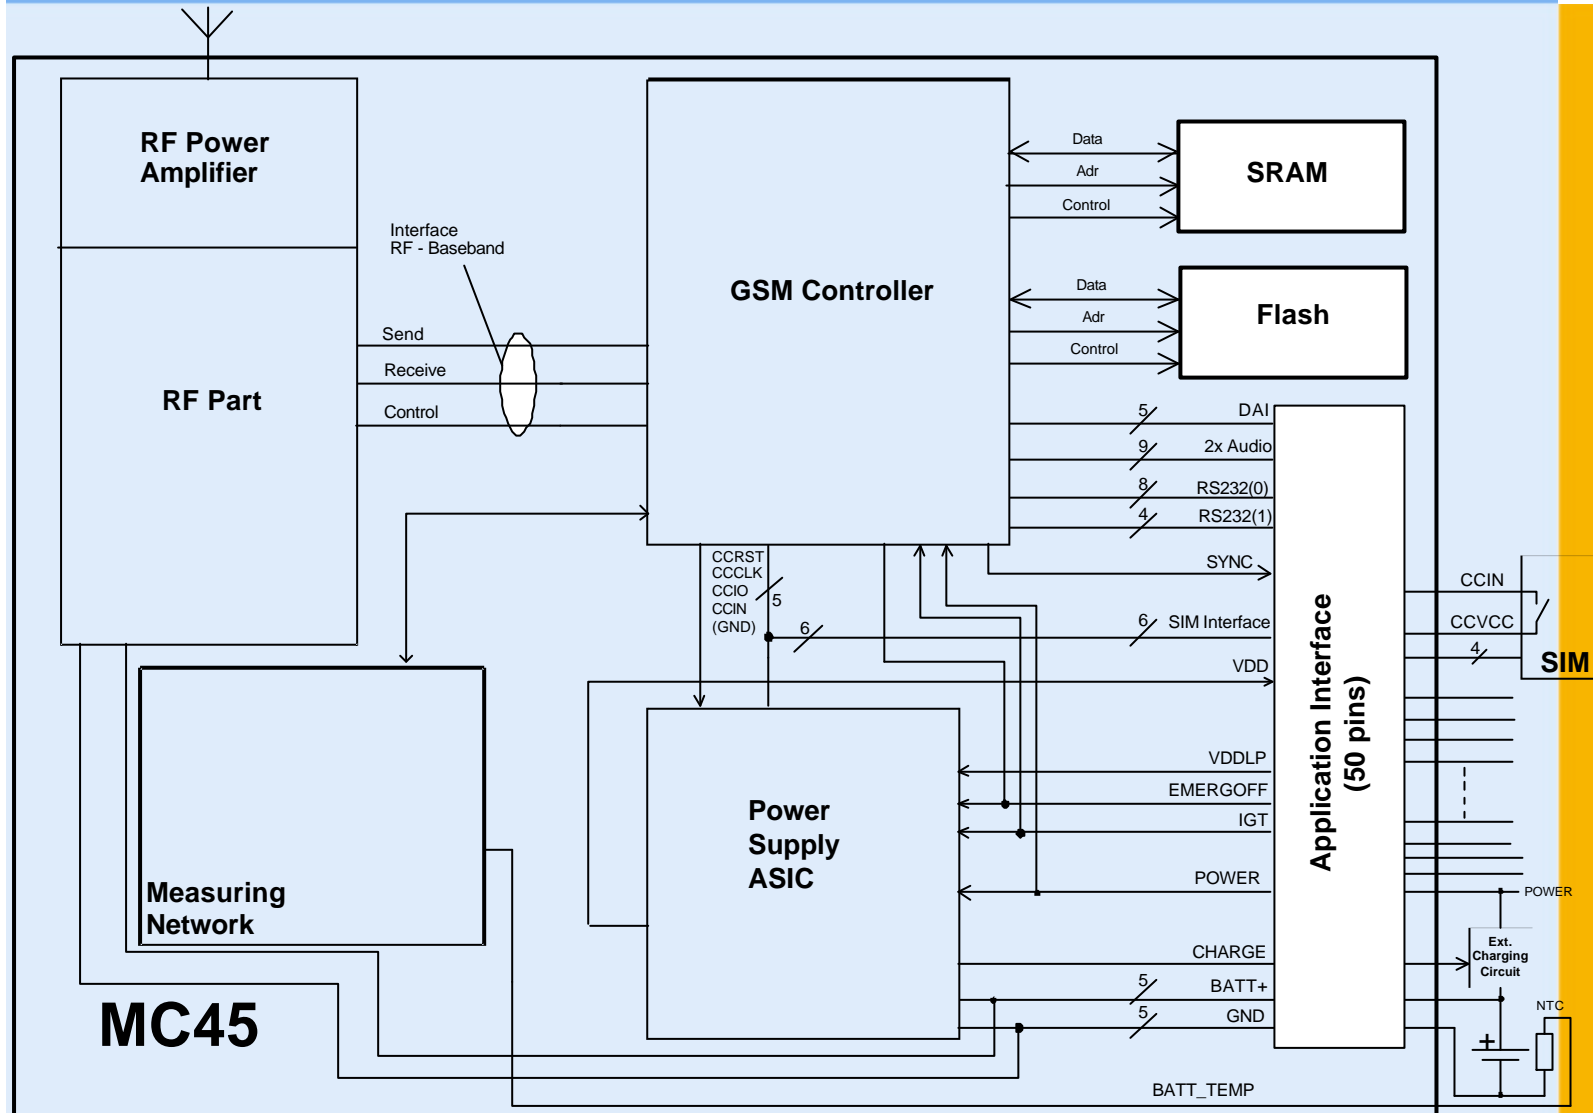 RF Power
Amplifier
Interface
RF - Baseband
Send
Receive
Control
RF Part
GSM Controller
Data
Adr
Control
SRAM
Data
Adr
Control
Flash
5 DAI
9 2x Audio
8 RS232(0)
4 RS232(1)
SYNC
CCRST
CCCLK
CCIO
CCIN
(GND)
5
6
6 SIM Interface
VDD
VDDLP
EMERGOFF
IGT
POWER
CHARGE
5 BATT+
5 GND
BATT_TEMP
Application Interface
(50 pins)
CCIN
CCVCC
4
SIM
POWER
Ext.
Charging
Circuit
NTC
+
Power
Supply
ASIC
Measuring
Network
MC45